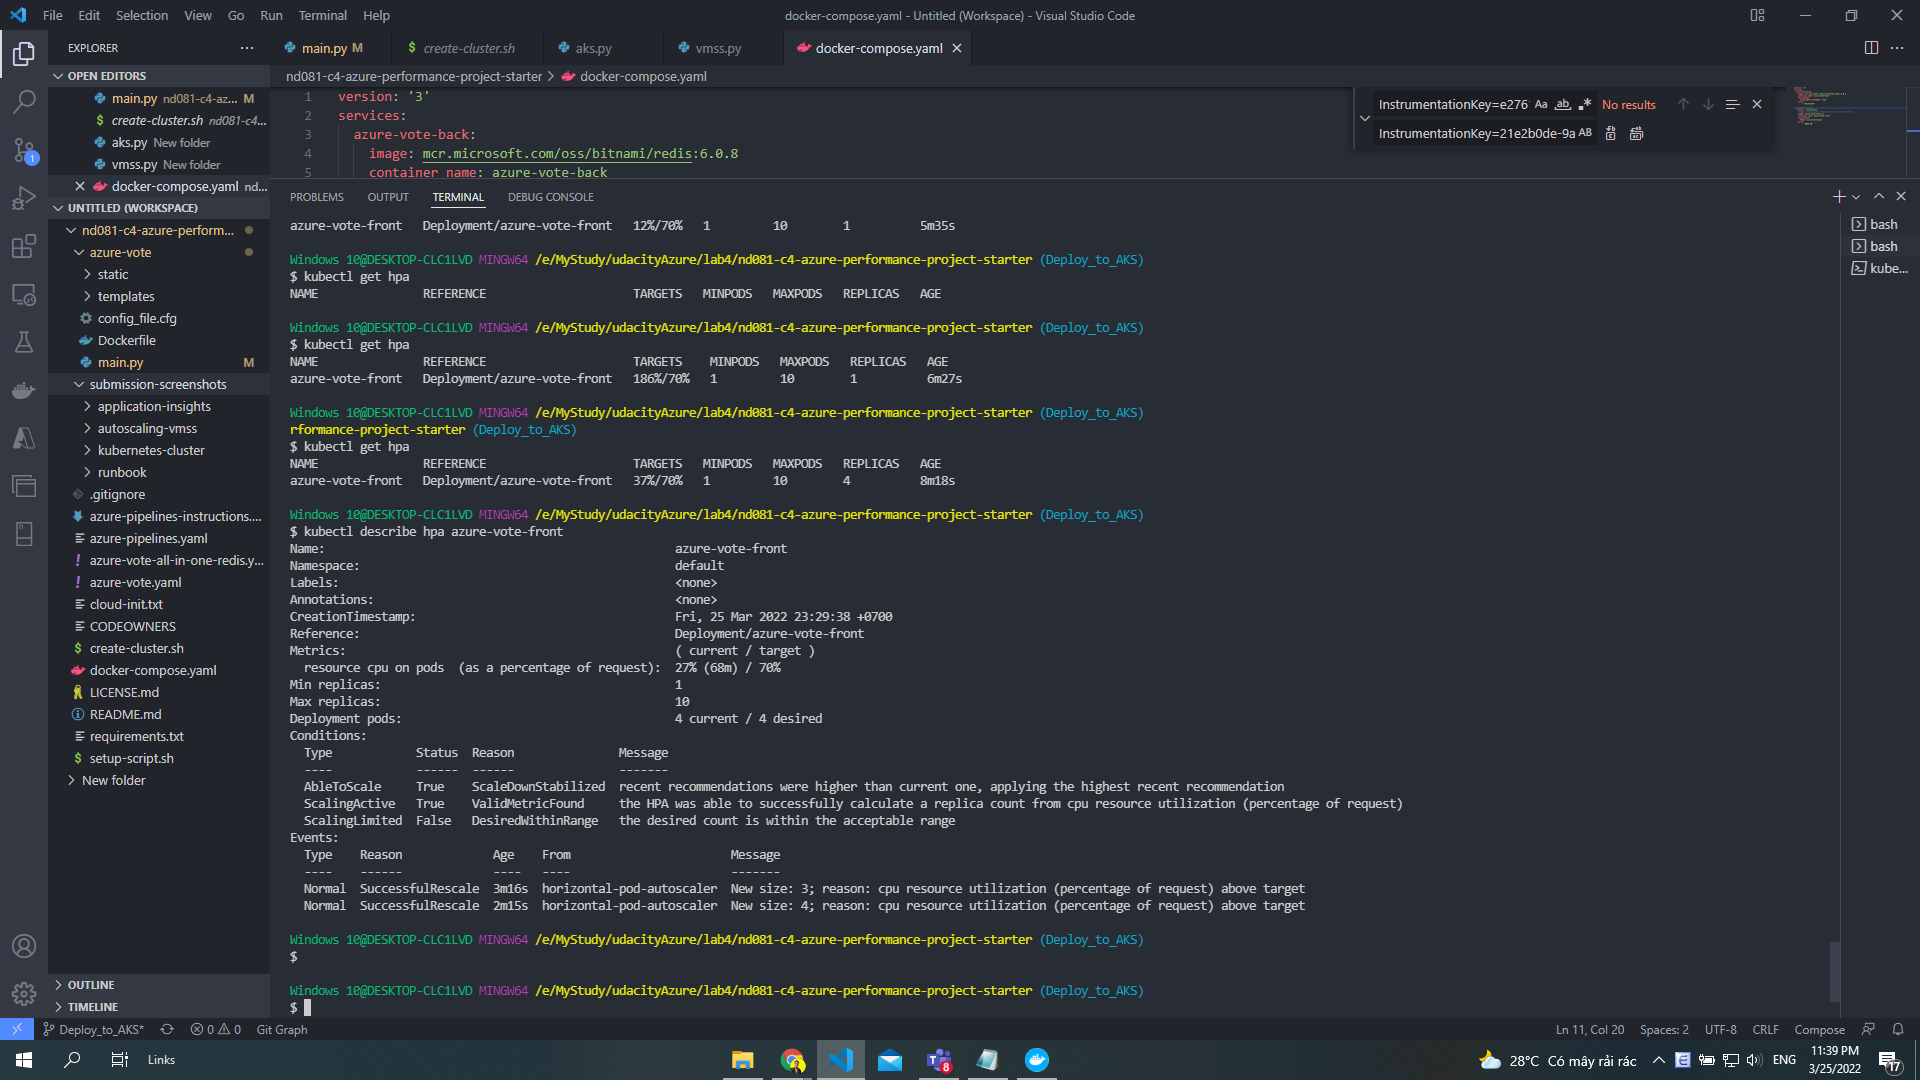 File Edit Selection View Go Run Terminal Help
docker-compose.yaml - Untitled (Workspace) - Visual Studio Code
EXPLORER
OPEN EDITORS
main.py nd081-c4-az... M
create-cluster.sh nd081-c4...
aks.py New folder
vmss.py New folder
docker-compose.yaml nd...
UNTITLED (WORKSPACE)
nd081-c4-azure-perform...
azure-vote
static
templates
config_file.cfg
Dockerfile
main.py M
submission-screenshots
application-insights
autoscaling-vmss
kubernetes-cluster
runbook
.gitignore
azure-pipelines-instructions....
azure-pipelines.yaml
azure-vote-all-in-one-redis.y...
azure-vote.yaml
cloud-init.txt
CODEOWNERS
create-cluster.sh
docker-compose.yaml
LICENSE.md
README.md
requirements.txt
setup-script.sh
New folder
OUTLINE
TIMELINE
main.py M create-cluster.sh aks.py vmss.py docker-compose.yaml
nd081-c4-azure-performance-project-starter > docker-compose.yaml
1 version: '3'
2 services:
3 azure-vote-back:
4 image: mcr.microsoft.com/oss/bitnami/redis:6.0.8
5 container_name: azure-vote-back
InstrumentationKey=e276 Aa ab .* No results
InstrumentationKey=21e2b0de-9a AB
PROBLEMS OUTPUT TERMINAL DEBUG CONSOLE
bash
bash
kube...
azure-vote-front Deployment/azure-vote-front 12%/70% 1 10 1 5m35s
Windows 10@DESKTOP-CLC1LVD MINGW64 /e/MyStudy/udacityAzure/lab4/nd081-c4-azure-performance-project-starter (Deploy_to_AKS)
$ kubectl get hpa
NAME REFERENCE TARGETS MINPODS MAXPODS REPLICAS AGE
Windows 10@DESKTOP-CLC1LVD MINGW64 /e/MyStudy/udacityAzure/lab4/nd081-c4-azure-performance-project-starter (Deploy_to_AKS)
$ kubectl get hpa
NAME REFERENCE TARGETS MINPODS MAXPODS REPLICAS AGE
azure-vote-front Deployment/azure-vote-front 186%/70% 1 10 1 6m27s
Windows 10@DESKTOP-CLC1LVD MINGW64 /e/MyStudy/udacityAzure/lab4/nd081-c4-azure-performance-project-starter (Deploy_to_AKS)
rformance-project-starter (Deploy_to_AKS)
$ kubectl get hpa
NAME REFERENCE TARGETS MINPODS MAXPODS REPLICAS AGE
azure-vote-front Deployment/azure-vote-front 37%/70% 1 10 4 8m18s
Windows 10@DESKTOP-CLC1LVD MINGW64 /e/MyStudy/udacityAzure/lab4/nd081-c4-azure-performance-project-starter (Deploy_to_AKS)
$ kubectl describe hpa azure-vote-front
Name: azure-vote-front
Namespace: default
Labels: <none>
Annotations: <none>
CreationTimestamp: Fri, 25 Mar 2022 23:29:38 +0700
Reference: Deployment/azure-vote-front
Metrics: ( current / target )
resource cpu on pods (as a percentage of request): 27% (68m) / 70%
Min replicas: 1
Max replicas: 10
Deployment pods: 4 current / 4 desired
Conditions:
Type Status Reason Message
---- ------ ------ -------
AbleToScale True ScaleDownStabilized recent recommendations were higher than current one, applying the highest recent recommendation
ScalingActive True ValidMetricFound the HPA was able to successfully calculate a replica count from cpu resource utilization (percentage of request)
ScalingLimited False DesiredWithinRange the desired count is within the acceptable range
Events:
Type Reason Age From Message
---- ------ ---- ---- -------
Normal SuccessfulRescale 3m16s horizontal-pod-autoscaler New size: 3; reason: cpu resource utilization (percentage of request) above target
Normal SuccessfulRescale 2m15s horizontal-pod-autoscaler New size: 4; reason: cpu resource utilization (percentage of request) above target
Windows 10@DESKTOP-CLC1LVD MINGW64 /e/MyStudy/udacityAzure/lab4/nd081-c4-azure-performance-project-starter (Deploy_to_AKS)
$
Windows 10@DESKTOP-CLC1LVD MINGW64 /e/MyStudy/udacityAzure/lab4/nd081-c4-azure-performance-project-starter (Deploy_to_AKS)
$
Deploy_to_AKS* 0 0 Git Graph
Ln 11, Col 20 Spaces: 2 UTF-8 CRLF Compose
Links
28°C Có mây rải rác ENG
11:39 PM
3/25/2022
1
8
17